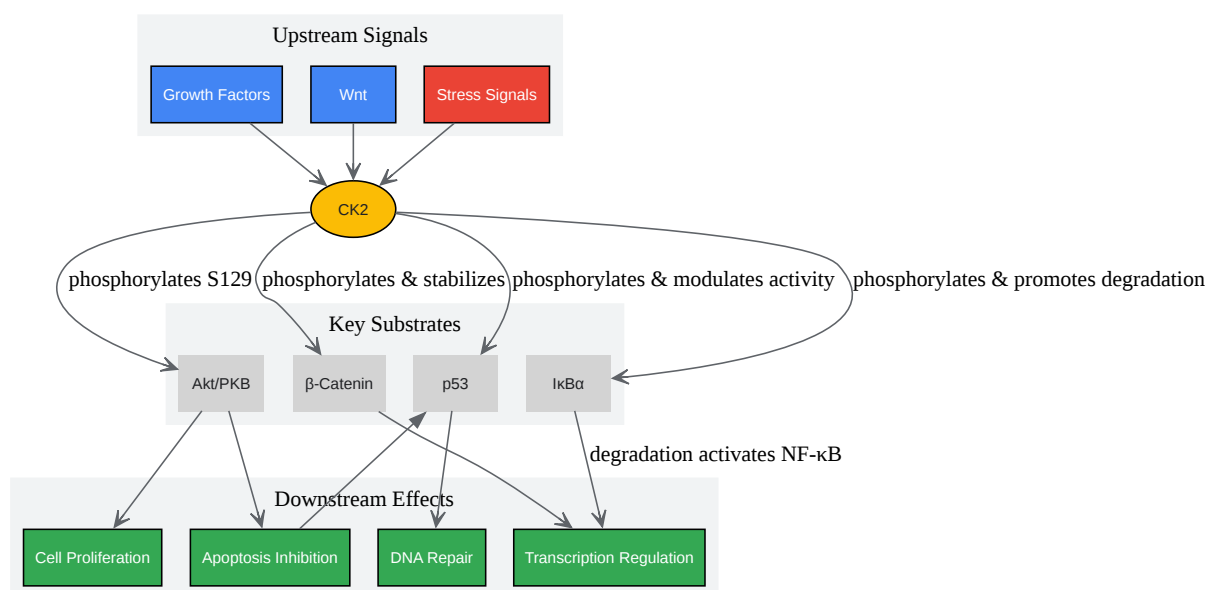 Upstream Signals
Growth Factors
Wnt
Stress Signals
CK2
phosphorylates S129
phosphorylates & stabilizes
phosphorylates & modulates activity
phosphorylates & promotes degradation
Key Substrates
Akt/PKB
β-Catenin
p53
IκBα
degradation activates NF-κB
Downstream Effects
Cell Proliferation
Apoptosis Inhibition
DNA Repair
Transcription Regulation